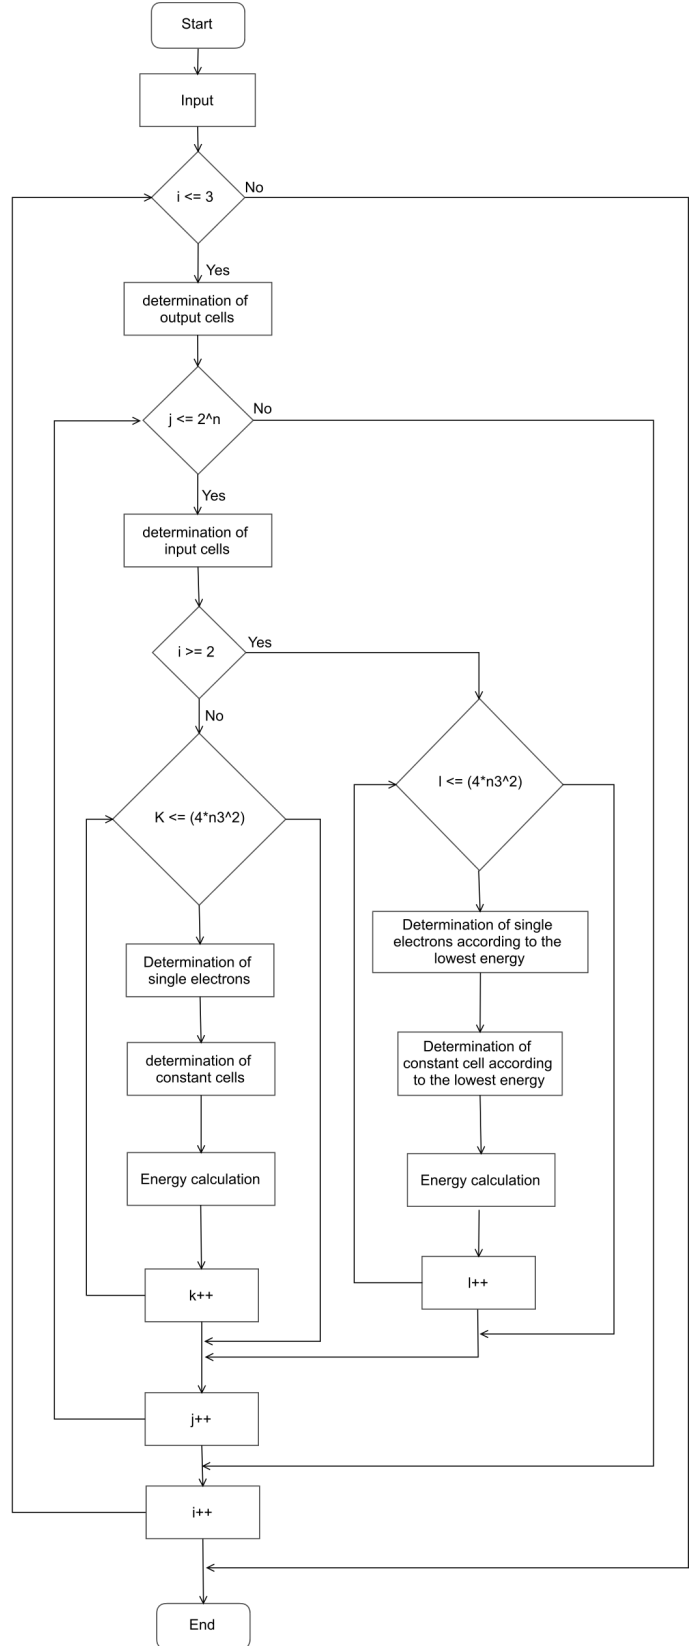 Start
Input
i <= 3
No
Yes
determination of
output cells
j <= 2^n
No
Yes
determination of
input cells
i >= 2
Yes
No
K <= (4*n3^2)
l <= (4*n3^2)
Determination of single
electrons according to the
lowest energy
Determination of
single electrons
Determination of
constant cell according
to the lowest energy
determination of
constant cells
Energy calculation
Energy calculation
k++
l++
j++
i++
End